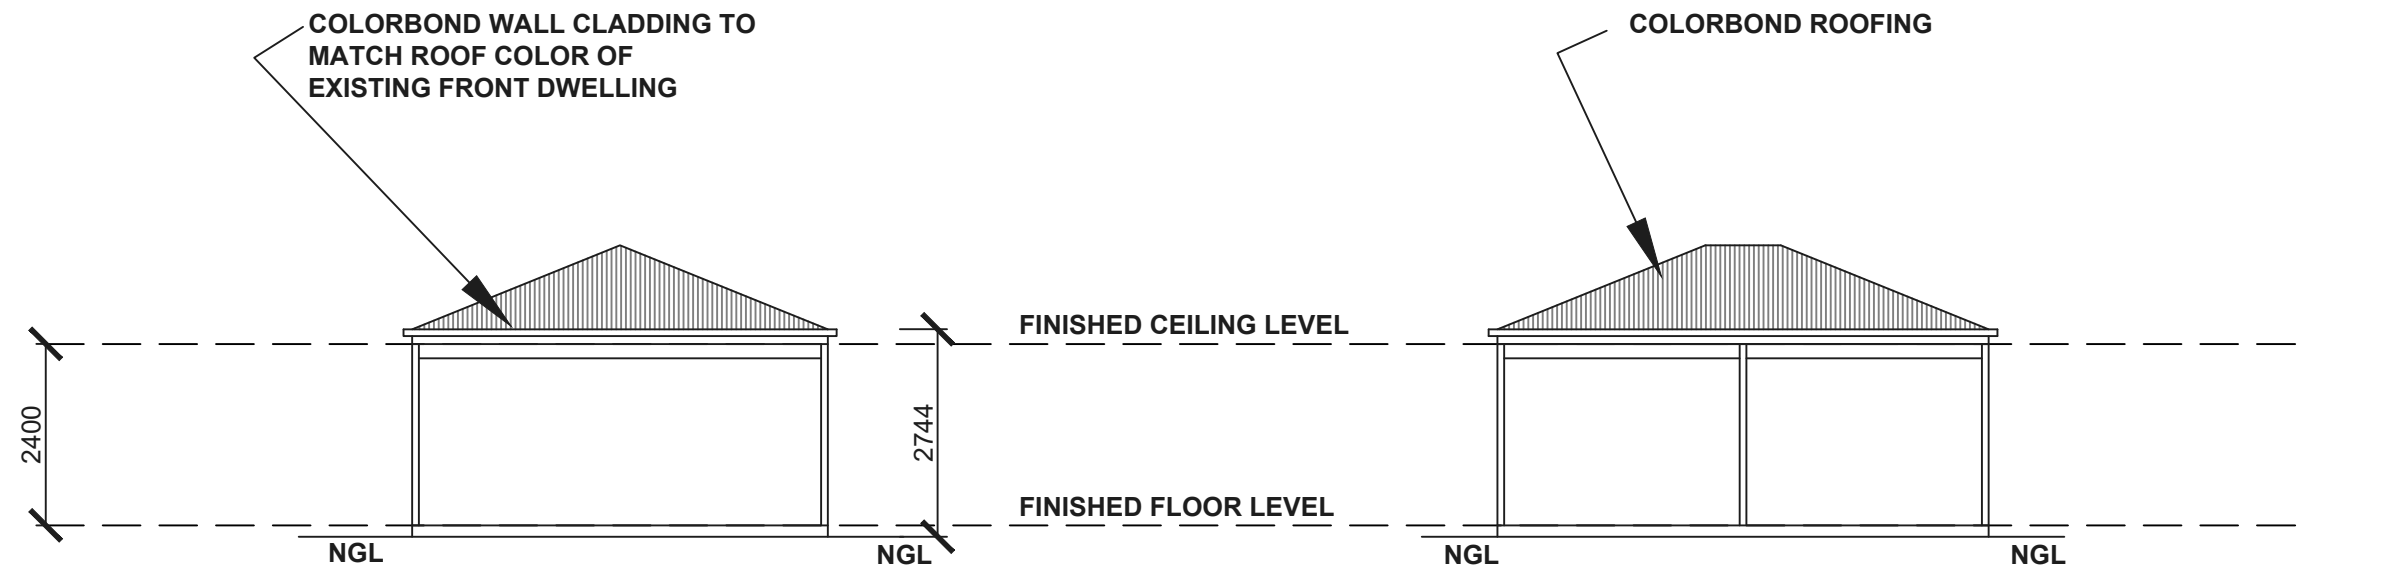 COLORBOND WALL CLADDING TO
MATCH ROOF COLOR OF
EXISTING FRONT DWELLING
COLORBOND ROOFING
FINISHED CEILING LEVEL
2400
2744
FINISHED FLOOR LEVEL
NGL
NGL
NGL
NGL